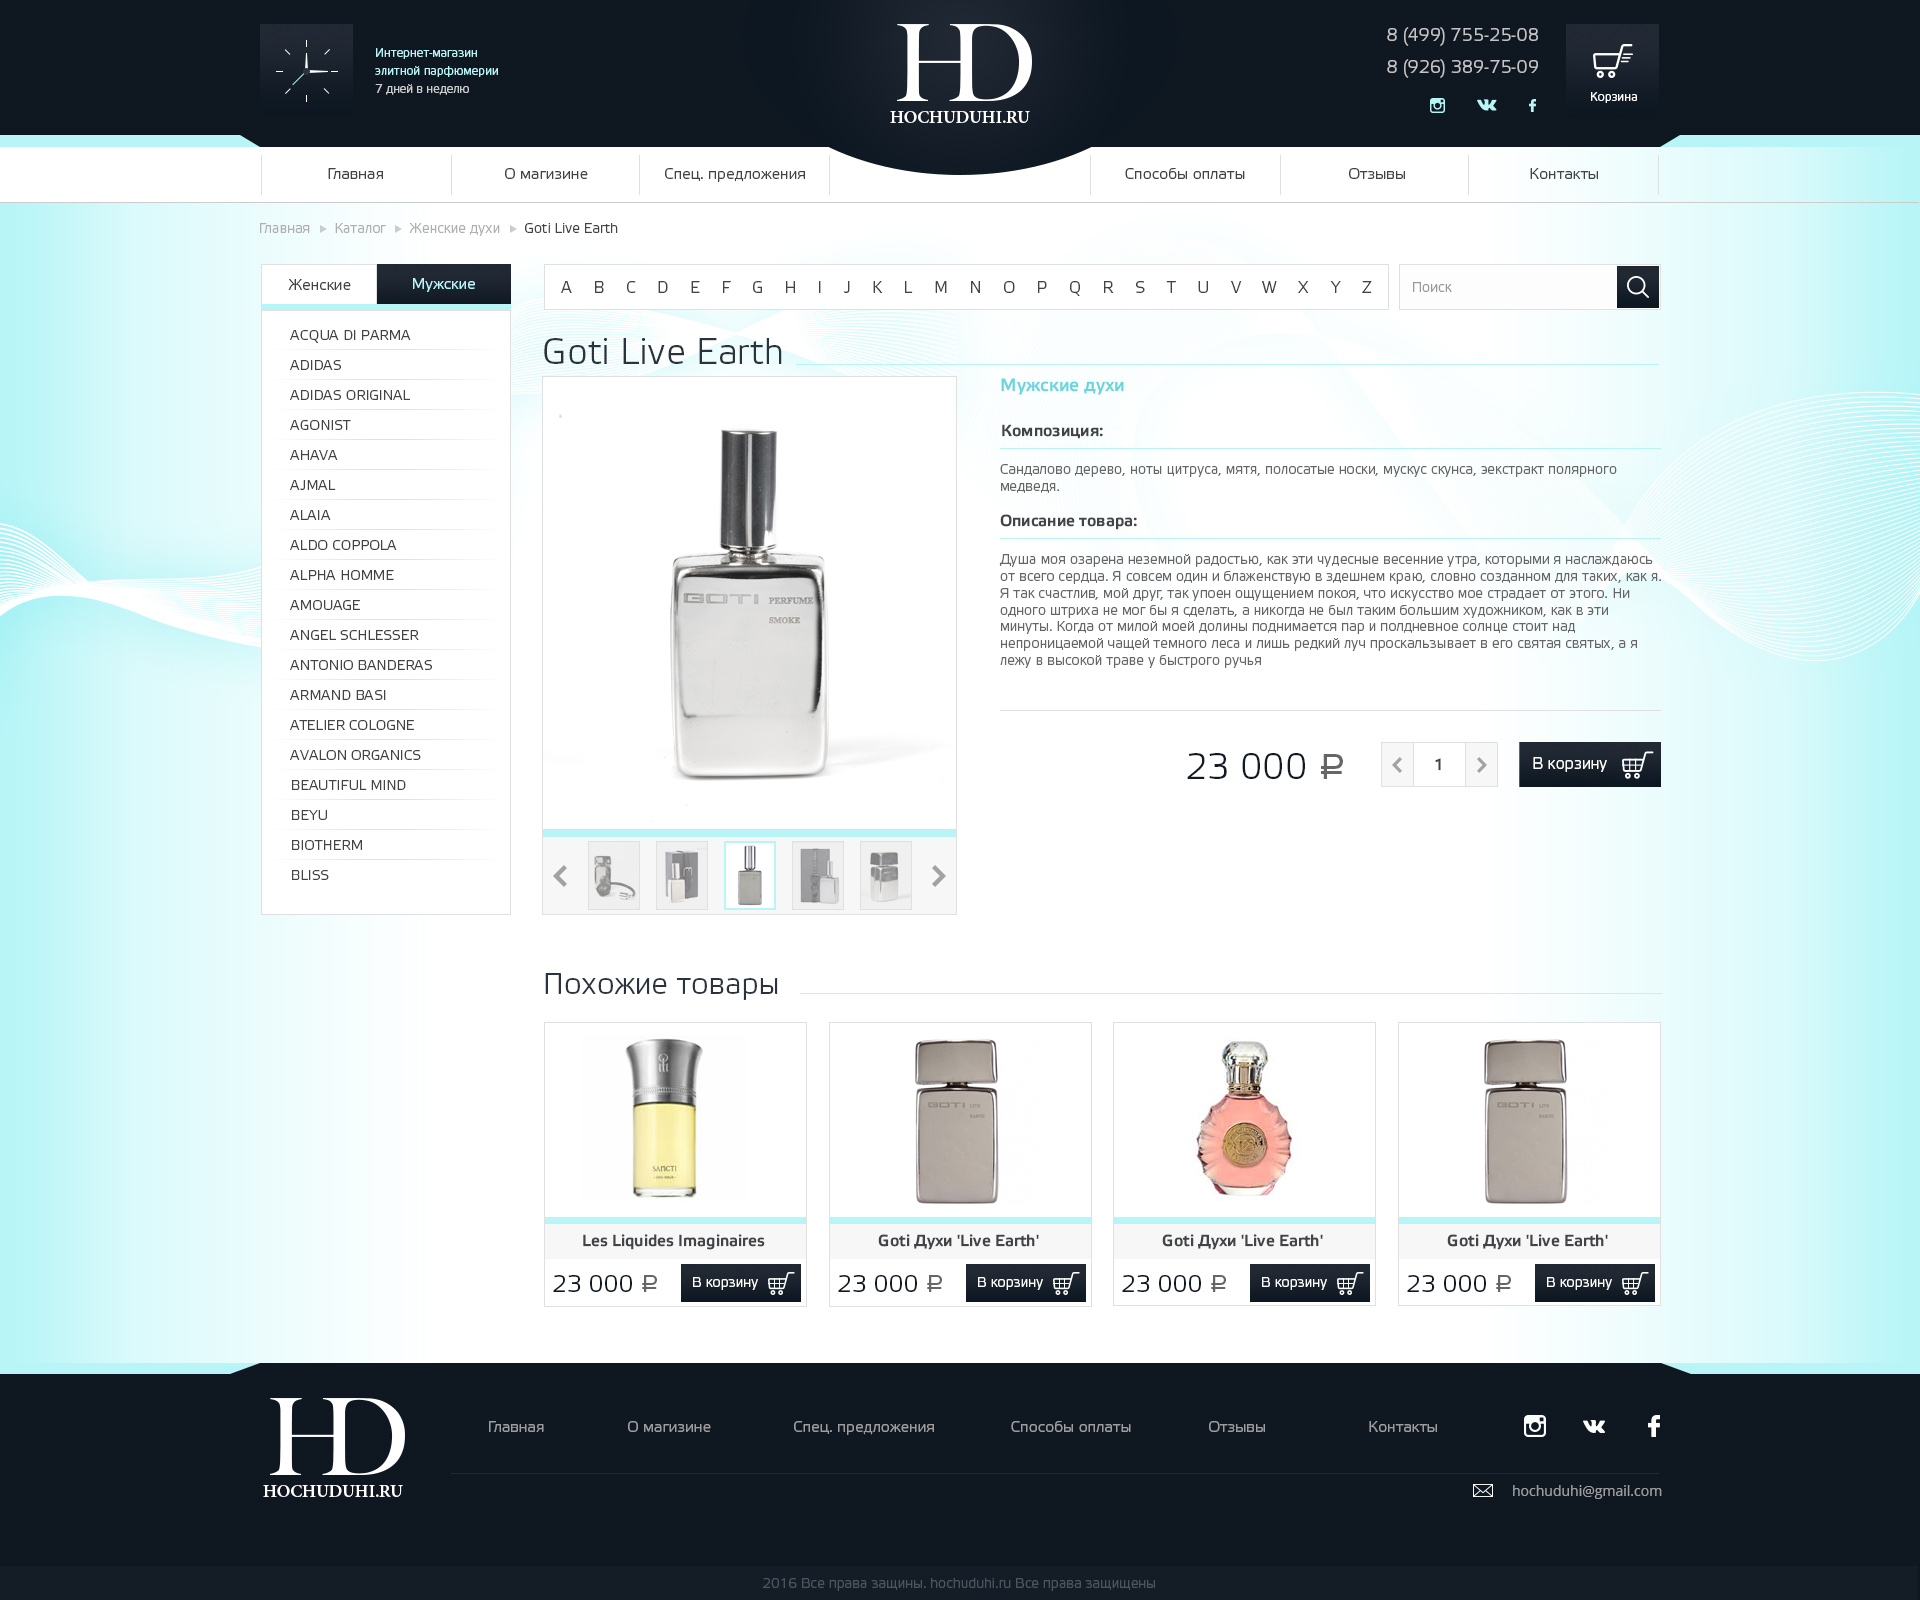 Интернет-магазин
элитной парфюмерии
7 дней в неделю
HD
HOCHUDUHI.RU
8 (499) 755-25-08
8 (926) 389-75-09
Корзина
Главная
О магизине
Спец. предложения
Способы оплаты
Отзывы
Контакты
Главная Каталог Женские духи Goti Live Earth
Женские
Мужские
A B C D E F G H I J K L M N O P Q R S T U V W X Y Z
Поиск
ACQUA DI PARMA
ADIDAS
ADIDAS ORIGINAL
AGONIST
AHAVA
AJMAL
ALAIA
ALDO COPPOLA
ALPHA HOMME
AMOUAGE
ANGEL SCHLESSER
ANTONIO BANDERAS
ARMAND BASI
ATELIER COLOGNE
AVALON ORGANICS
BEAUTIFUL MIND
BEYU
BIOTHERM
BLISS
Goti Live Earth
GOTI PERFUME
SMOKE
Мужские духи
Композиция:
Сандалово дерево, ноты цитруса, мятя, полосатые носки, мускус скунса, эекстракт полярного
медведя.
Описание товара:
Душа моя озарена неземной радостью, как эти чудесные весенние утра, которыми я наслаждаюсь
от всего сердца. Я совсем один и блаженствую в здешнем краю, словно созданном для таких, как я.
Я так счастлив, мой друг, так упоен ощущением покоя, что искусство мое страдает от этого. Ни
одного штриха не мог бы я сделать, а никогда не был таким большим художником, как в эти
минуты. Когда от милой моей долины поднимается пар и полдневное солнце стоит над
непроницаемой чащей темного леса и лишь редкий луч проскальзывает в его святая святых, а я
лежу в высокой траве у быстрого ручья
23 000 ₽
1
В корзину
Похожие товары
SANCTI
GOTI LIVE
EARTH
GOTI LIVE
EARTH
Les Liquides Imaginaires
Goti Духи 'Live Earth'
Goti Духи 'Live Earth'
Goti Духи 'Live Earth'
23 000 ₽
В корзину
23 000 ₽
В корзину
23 000 ₽
В корзину
23 000 ₽
В корзину
HD
HOCHUDUHI.RU
Главная
О магизине
Спец. предложения
Способы оплаты
Отзывы
Контакты
hochuduhi@gmail.com
2016 Все права защины. hochuduhi.ru Все права защищены